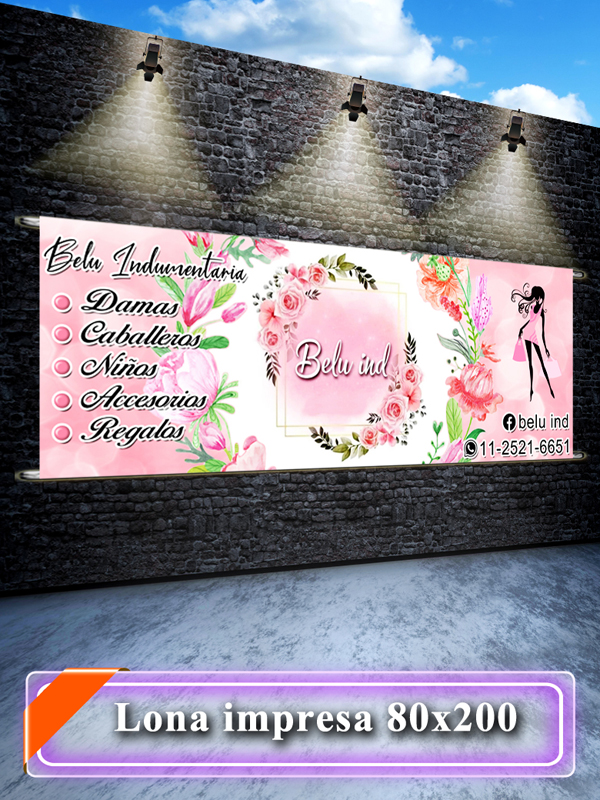 Belu Indumentaria
Damas
Caballeros
Niños
Accesorios
Regalos
Belu ind
belu ind
11-2521-6651
Lona impresa 80x200